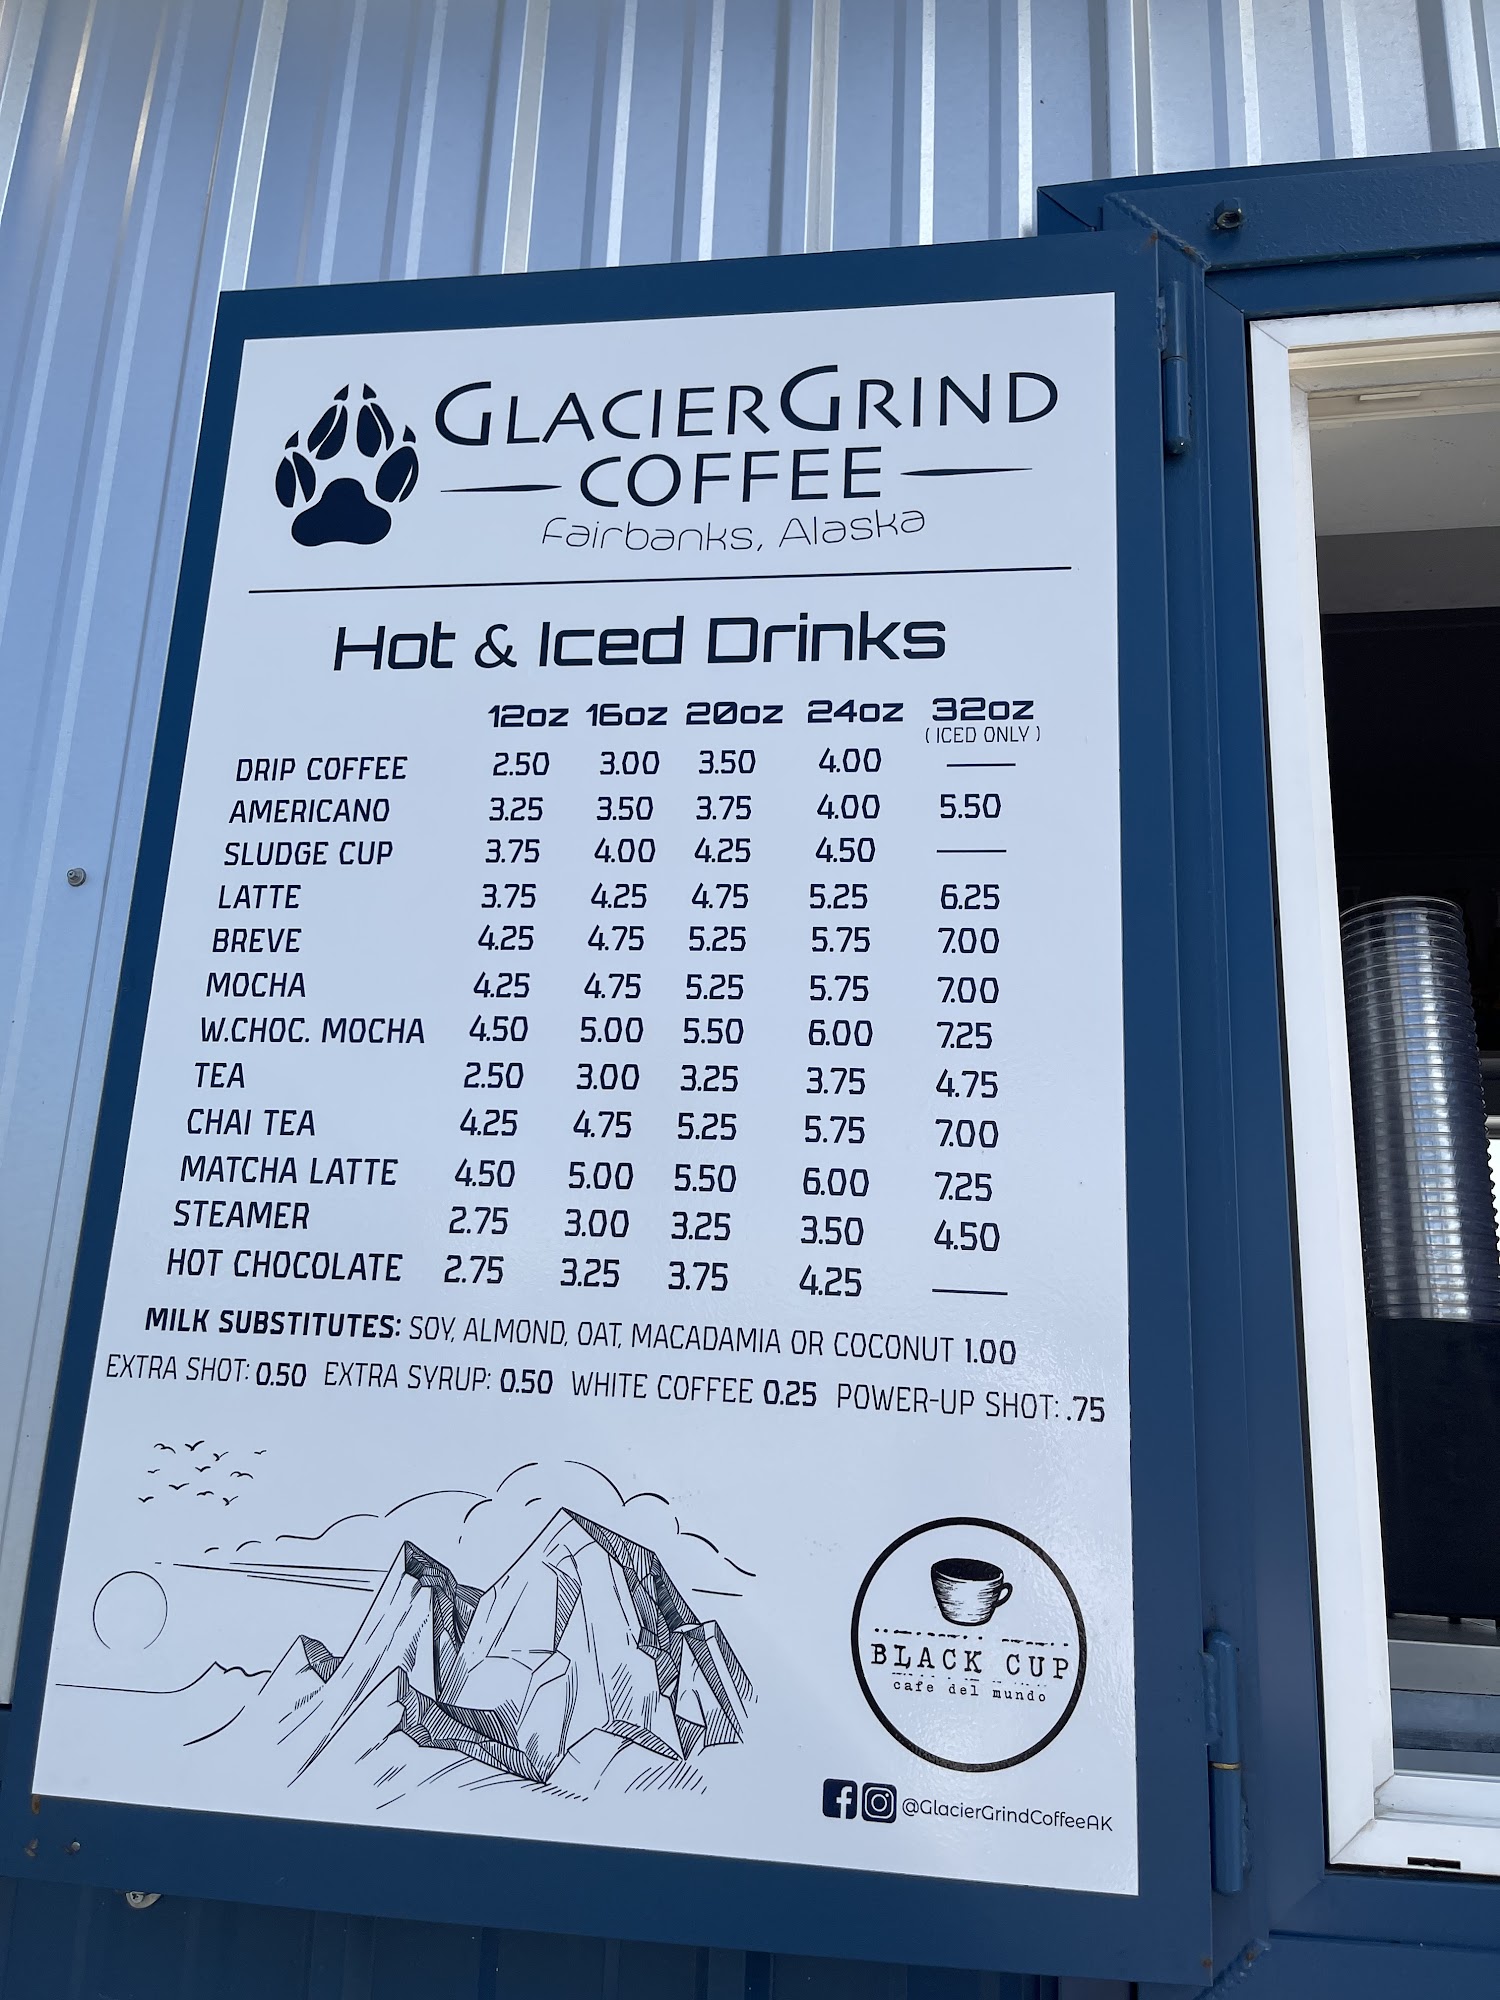 GLACIERGRIND
COFFEE
Fairbanks, Alaska
Hot & Iced Drinks
12oz 16oz 20oz 24oz 32oz
( ICED ONLY )
DRIP COFFEE 2.50 3.00 3.50 4.00 —
AMERICANO 3.25 3.50 3.75 4.00 5.50
SLUDGE CUP 3.75 4.00 4.25 4.50 —
LATTE 3.75 4.25 4.75 5.25 6.25
BREVE 4.25 4.75 5.25 5.75 7.00
MOCHA 4.25 4.75 5.25 5.75 7.00
W.CHOC. MOCHA 4.50 5.00 5.50 6.00 7.25
TEA 2.50 3.00 3.25 3.75 4.75
CHAI TEA 4.25 4.75 5.25 5.75 7.00
MATCHA LATTE 4.50 5.00 5.50 6.00 7.25
STEAMER 2.75 3.00 3.25 3.50 4.50
HOT CHOCOLATE 2.75 3.25 3.75 4.25 —
MILK SUBSTITUTES: SOY, ALMOND, OAT, MACADAMIA OR COCONUT 1.00
EXTRA SHOT: 0.50 EXTRA SYRUP: 0.50 WHITE COFFEE 0.25 POWER-UP SHOT: .75
BLACK CUP
cafe del mundo
@GlacierGrindCoffeeAK